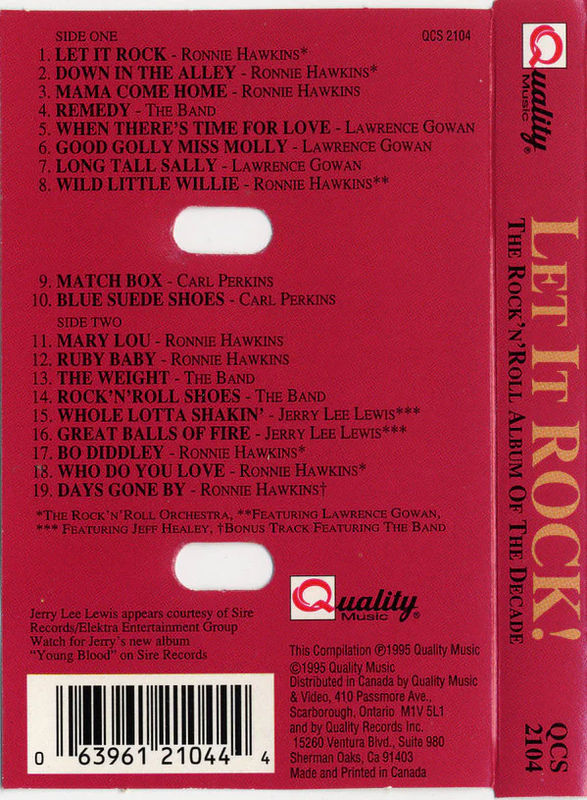 SIDE ONE
QCS 2104
1. LET IT ROCK - RONNIE HAWKINS*
2. DOWN IN THE ALLEY - RONNIE HAWKINS*
3. MAMA COME HOME - RONNIE HAWKINS
4. REMEDY - THE BAND
5. WHEN THERE'S TIME FOR LOVE - LAWRENCE GOWAN
6. GOOD GOLLY MISS MOLLY - LAWRENCE GOWAN
7. LONG TALL SALLY - LAWRENCE GOWAN
8. WILD LITTLE WILLIE - RONNIE HAWKINS**
9. MATCH BOX - CARL PERKINS
10. BLUE SUEDE SHOES - CARL PERKINS
SIDE TWO
11. MARY LOU - RONNIE HAWKINS
12. RUBY BABY - RONNIE HAWKINS
13. THE WEIGHT - THE BAND
14. ROCK'N'ROLL SHOES - THE BAND
15. WHOLE LOTTA SHAKIN' - JERRY LEE LEWIS***
16. GREAT BALLS OF FIRE - JERRY LEE LEWIS***
17. BO DIDDLEY - RONNIE HAWKINS*
18. WHO DO YOU LOVE - RONNIE HAWKINS*
19. DAYS GONE BY - RONNIE HAWKINS†
*THE ROCK'N'ROLL ORCHESTRA, **FEATURING LAWRENCE GOWAN,
*** FEATURING JEFF HEALEY, †BONUS TRACK FEATURING THE BAND
Jerry Lee Lewis appears courtesy of Sire
Records/Elektra Entertainment Group
Watch for Jerry's new album
"Young Blood" on Sire Records
0 63961 21044 4
Quality
Music®
This Compilation ℗1995 Quality Music
©1995 Quality Music
Distributed in Canada by Quality Music
& Video, 410 Passmore Ave.,
Scarborough, Ontario M1V 5L1
and by Quality Records Inc.
15260 Ventura Blvd., Suite 980
Sherman Oaks, Ca 91403
Made and Printed in Canada
Quality
Music®
LET IT ROCK!
THE ROCK'N'ROLL ALBUM OF THE DECADE
QCS
2104